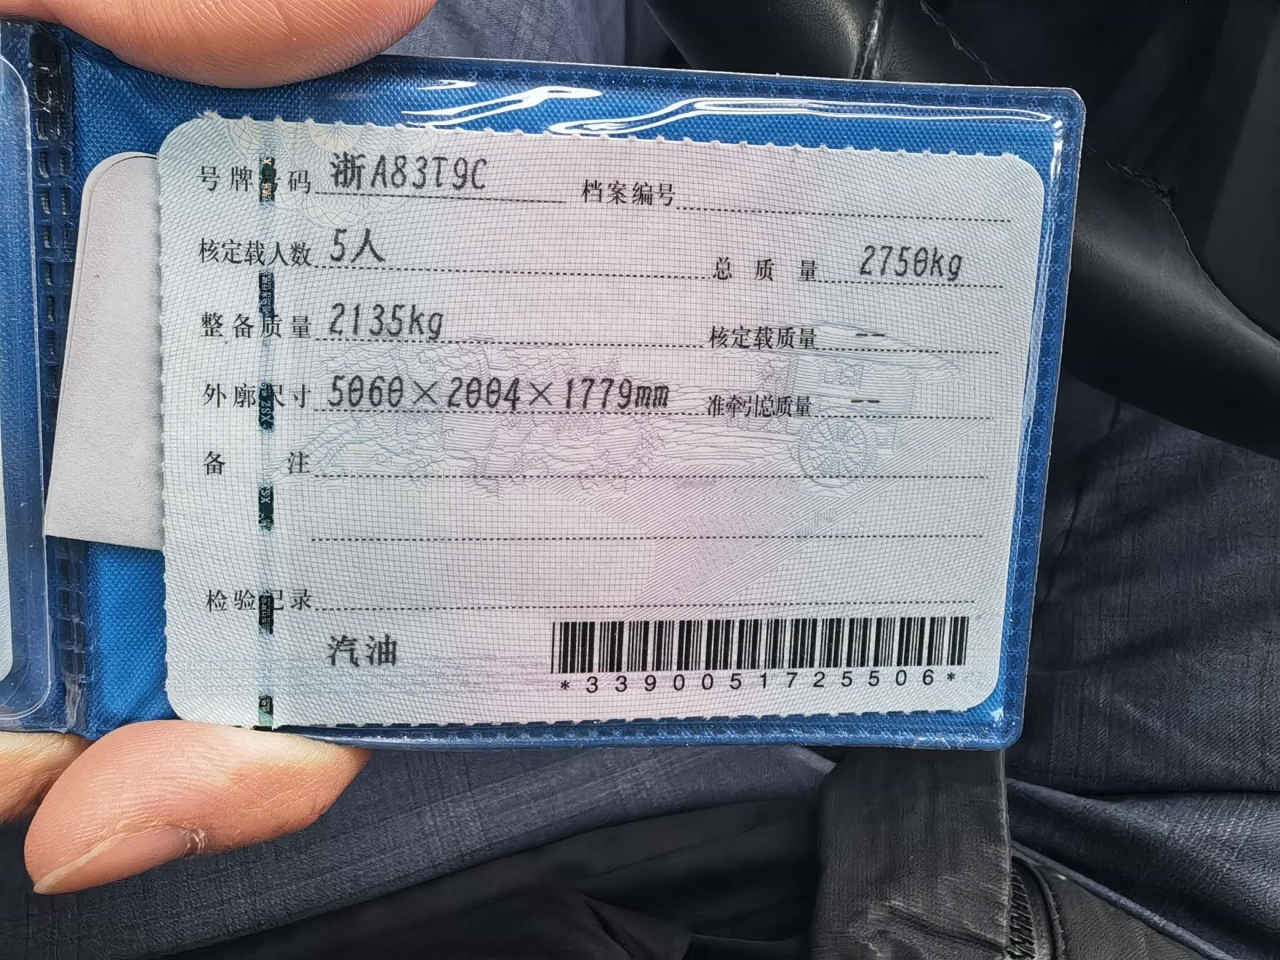 号牌号码 浙A83T9C 档案编号
核定载人数 5人 总质量 2750kg
整备质量 2135kg 核定载质量 --
外廓尺寸 5060×2004×1779mm 准牵引总质量 --
备注
检验记录
汽油
*3390051725506*